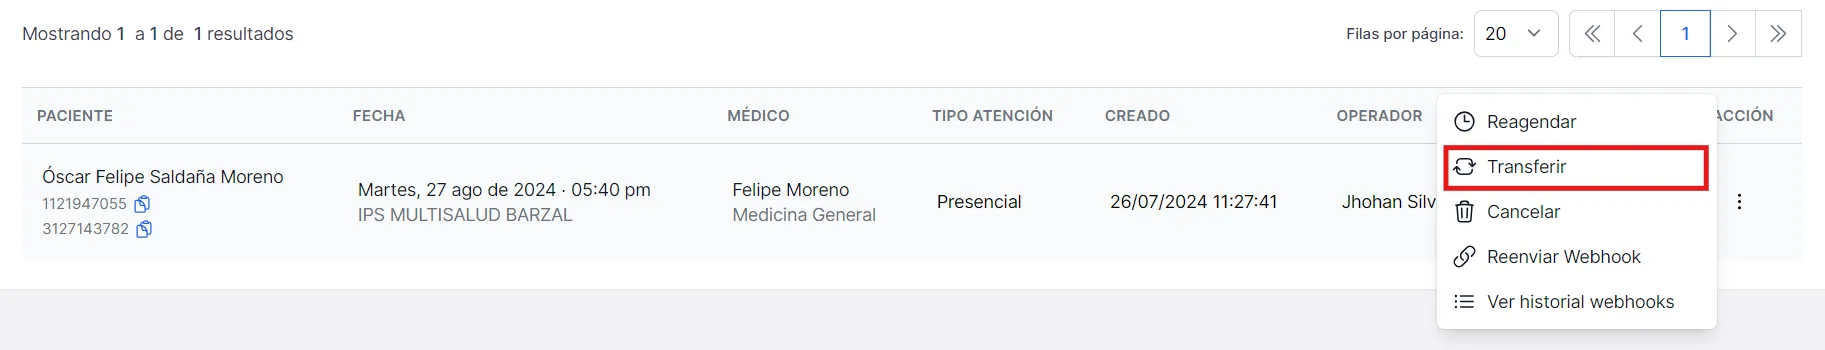 Mostrando 1 a 1 de 1 resultados
Filas por página: 20
1
PACIENTE FECHA MÉDICO TIPO ATENCIÓN CREADO OPERADOR ACCIÓN
Óscar Felipe Saldaña Moreno
1121947055
3127143782
Martes, 27 ago de 2024 · 05:40 pm
IPS MULTISALUD BARZAL
Felipe Moreno
Medicina General
Presencial
26/07/2024 11:27:41
Jhohan Silv
Reagendar
Transferir
Cancelar
Reenviar Webhook
Ver historial webhooks